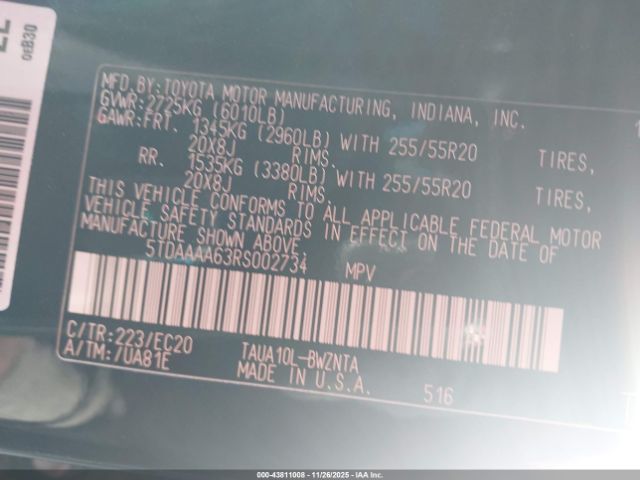 0EB30
MFD. BY: TOYOTA MOTOR MANUFACTURING, INDIANA, INC.
GVWR: 2725KG (6010LB)
GAWR: FRT. 1345KG (2960LB) WITH 255/55R20 TIRES,
20X8J RIMS.
RR. 1535KG (3380LB) WITH 255/55R20 TIRES,
20X8J RIMS.
THIS VEHICLE CONFORMS TO ALL APPLICABLE FEDERAL MOTOR
VEHICLE SAFETY STANDARDS IN EFFECT ON THE DATE OF
MANUFACTURE SHOWN ABOVE.
5TDAAAA63RS002734 MPV
C/TR: 223/EC20 TAUA10L-BWZNTA
A/TM: /UA81E MADE IN U.S.A. 516
000-43811008 - 11/26/2025 - IAA Inc.